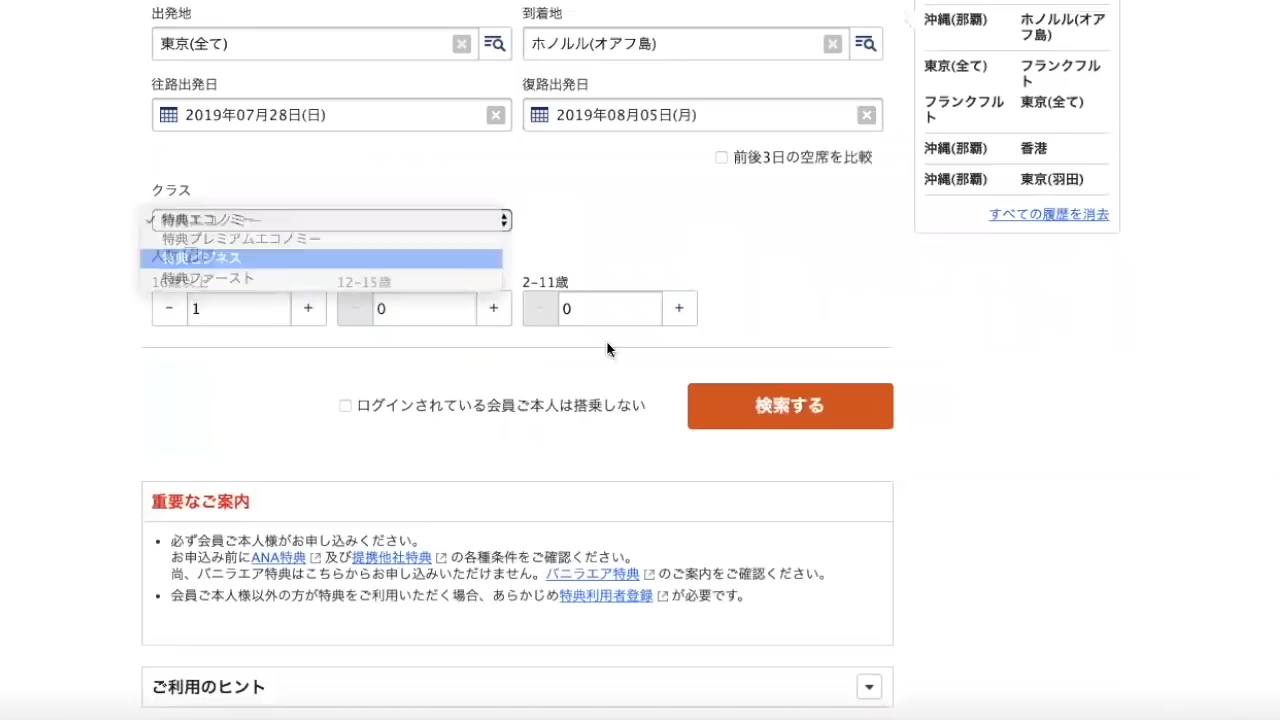 出発地
到着地
東京(全て)
ホノルル(オアフ島)
往路出発日
復路出発日
2019年07月28日(日)
2019年08月05日(月)
前後3日の空席を比較
クラス
✓ 特典エコノミー
特典プレミアムエコノミー
特典ビジネス
特典ファースト
12-15歳
2-11歳
- 1 +
- 0 +
- 0 +
ログインされている会員ご本人は搭乗しない
検索する
重要なご案内
• 必ず会員ご本人様がお申し込みください。
お申込み前にANA特典 及び提携他社特典 の各種条件をご確認ください。
尚、バニラエア特典はこちらからお申し込みいただけません。バニラエア特典 のご案内をご確認ください。
• 会員ご本人様以外の方が特典をご利用いただく場合、あらかじめ特典利用者登録 が必要です。
ご利用のヒント
沖縄(那覇) ホノルル(オア
フ島)
東京(全て) フランクフル
ト
フランクフル 東京(全て)
ト
沖縄(那覇) 香港
沖縄(那覇) 東京(羽田)
すべての履歴を消去